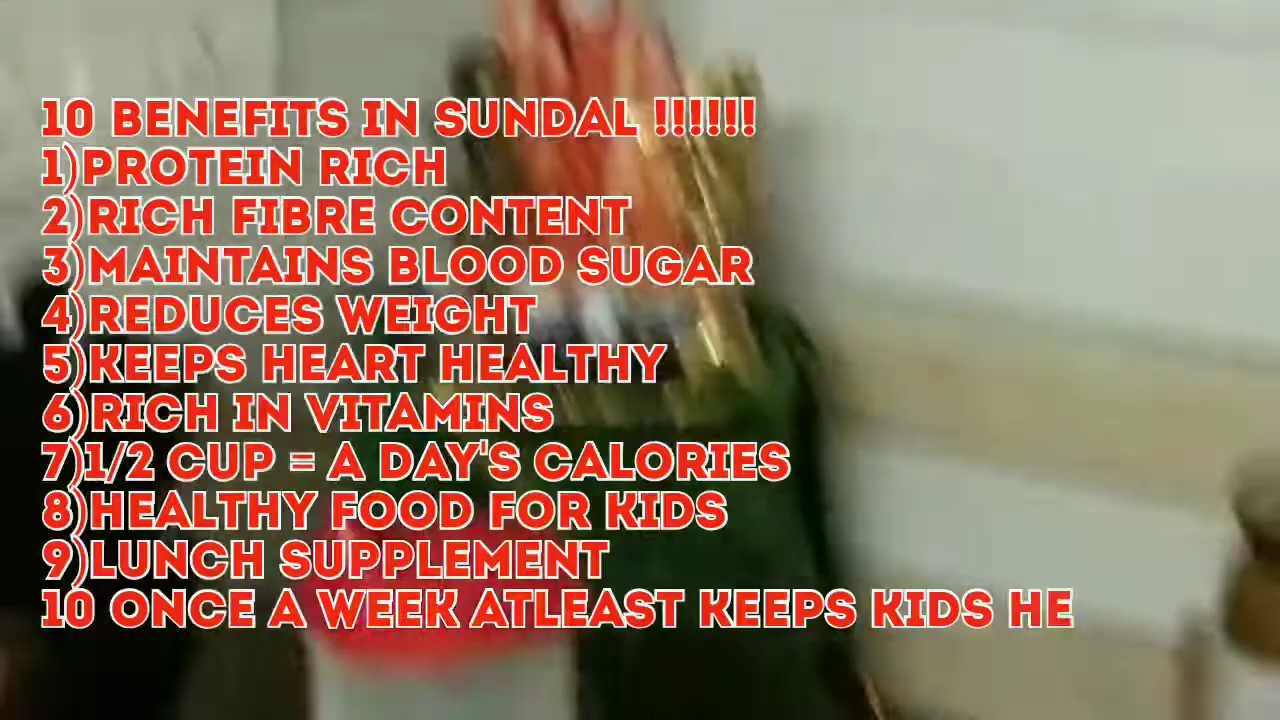 10 BENEFITS IN SUNDAL !!!!!!
1)PROTEIN RICH
2)RICH FIBRE CONTENT
3)MAINTAINS BLOOD SUGAR
4)REDUCES WEIGHT
5)KEEPS HEART HEALTHY
6)RICH IN VITAMINS
7)1/2 CUP = A DAY'S CALORIES
8)HEALTHY FOOD FOR KIDS
9)LUNCH SUPPLEMENT
10 ONCE A WEEK ATLEAST KEEPS KIDS HE